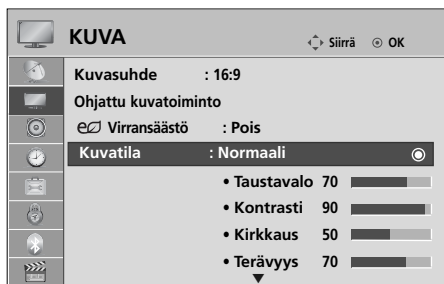 KUVA
Siirrä OK
Kuvasuhde : 16:9
Ohjattu kuvatoiminto
Virransäästö : Pois
Kuvatila : Normaali
• Taustavalo 70
• Kontrasti 90
• Kirkkaus 50
• Terävyys 70